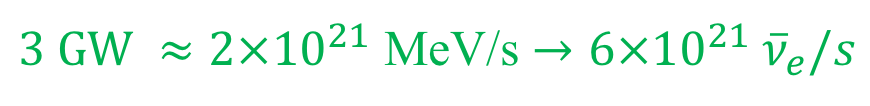 3 GW ≈ 2×10²¹ MeV/s → 6×10²¹ ν̄ₑ/s